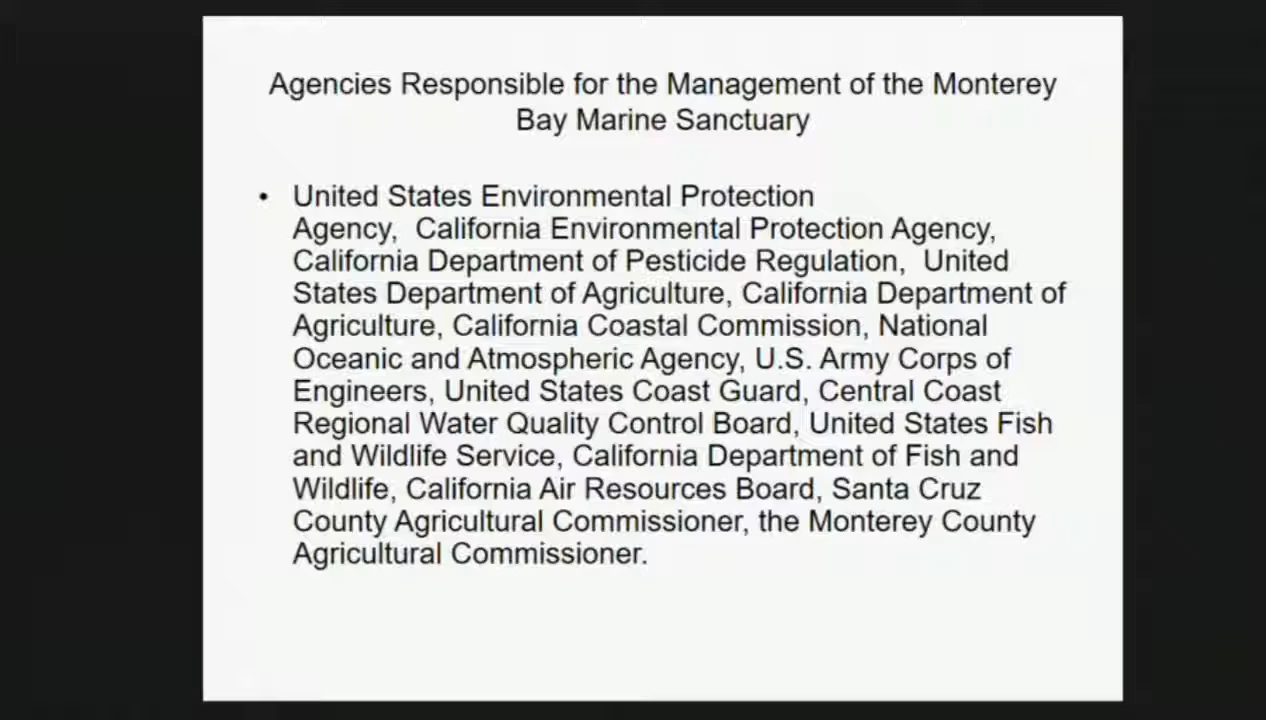 Agencies Responsible for the Management of the Monterey
Bay Marine Sanctuary
• United States Environmental Protection
Agency,  California Environmental Protection Agency,
California Department of Pesticide Regulation,  United
States Department of Agriculture, California Department of
Agriculture, California Coastal Commission, National
Oceanic and Atmospheric Agency, U.S. Army Corps of
Engineers, United States Coast Guard, Central Coast
Regional Water Quality Control Board, United States Fish
and Wildlife Service, California Department of Fish and
Wildlife, California Air Resources Board, Santa Cruz
County Agricultural Commissioner, the Monterey County
Agricultural Commissioner.